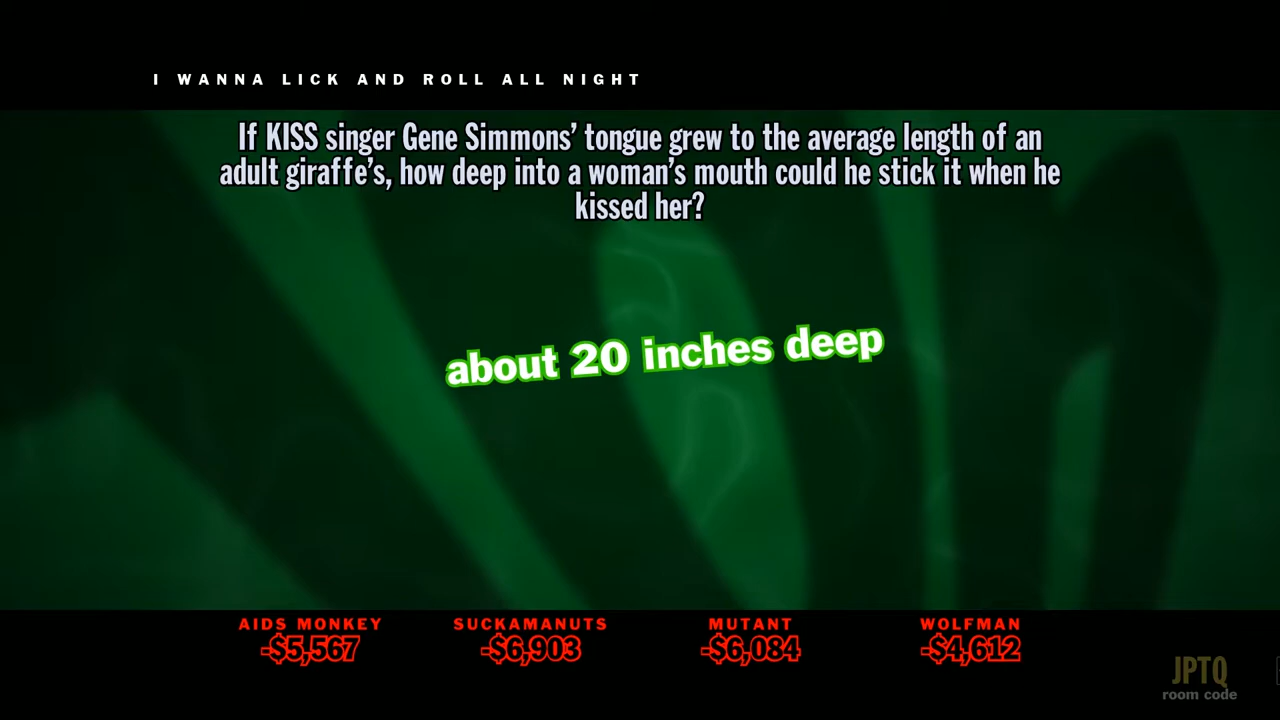 I WANNA LICK AND ROLL ALL NIGHT
If KISS singer Gene Simmons’ tongue grew to the average length of an
adult giraffe’s, how deep into a woman’s mouth could he stick it when he
kissed her?
about 20 inches deep
AIDS MONKEY SUCKAMANUTS MUTANT WOLFMAN
-$5,567 -$6,903 -$6,084 -$4,612
JPTQ
room code